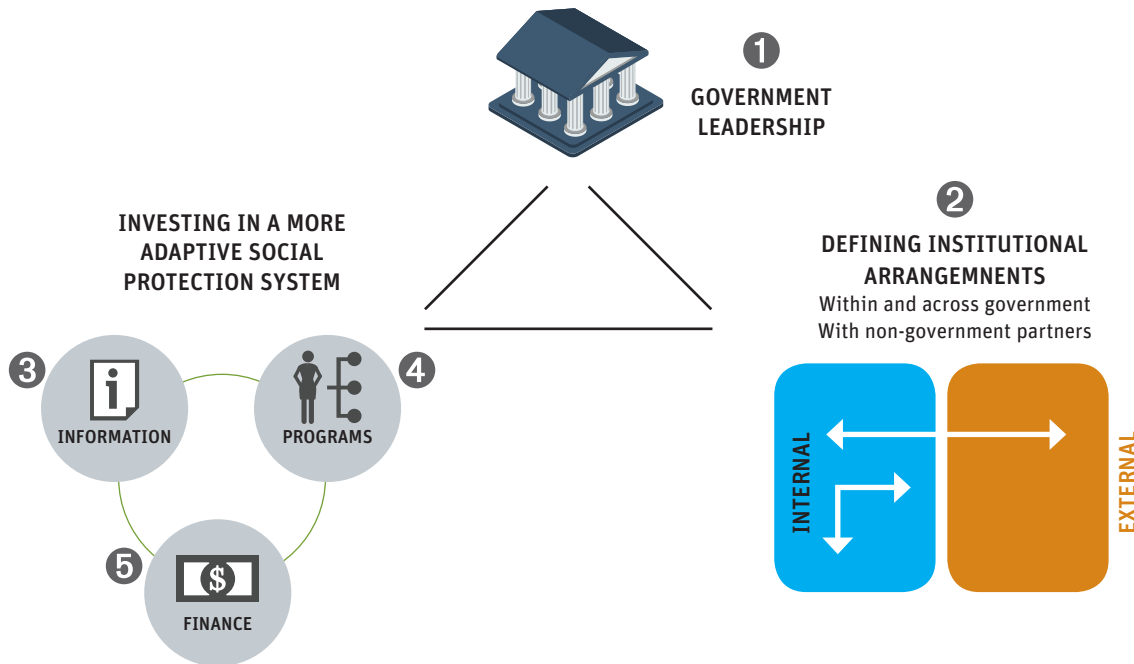 1
GOVERNMENT
LEADERSHIP
2
DEFINING INSTITUTIONAL
ARRANGEMNENTS
Within and across government
With non-government partners
INTERNAL
EXTERNAL
INVESTING IN A MORE
ADAPTIVE SOCIAL
PROTECTION SYSTEM
3
i
INFORMATION
4
PROGRAMS
5
$
FINANCE